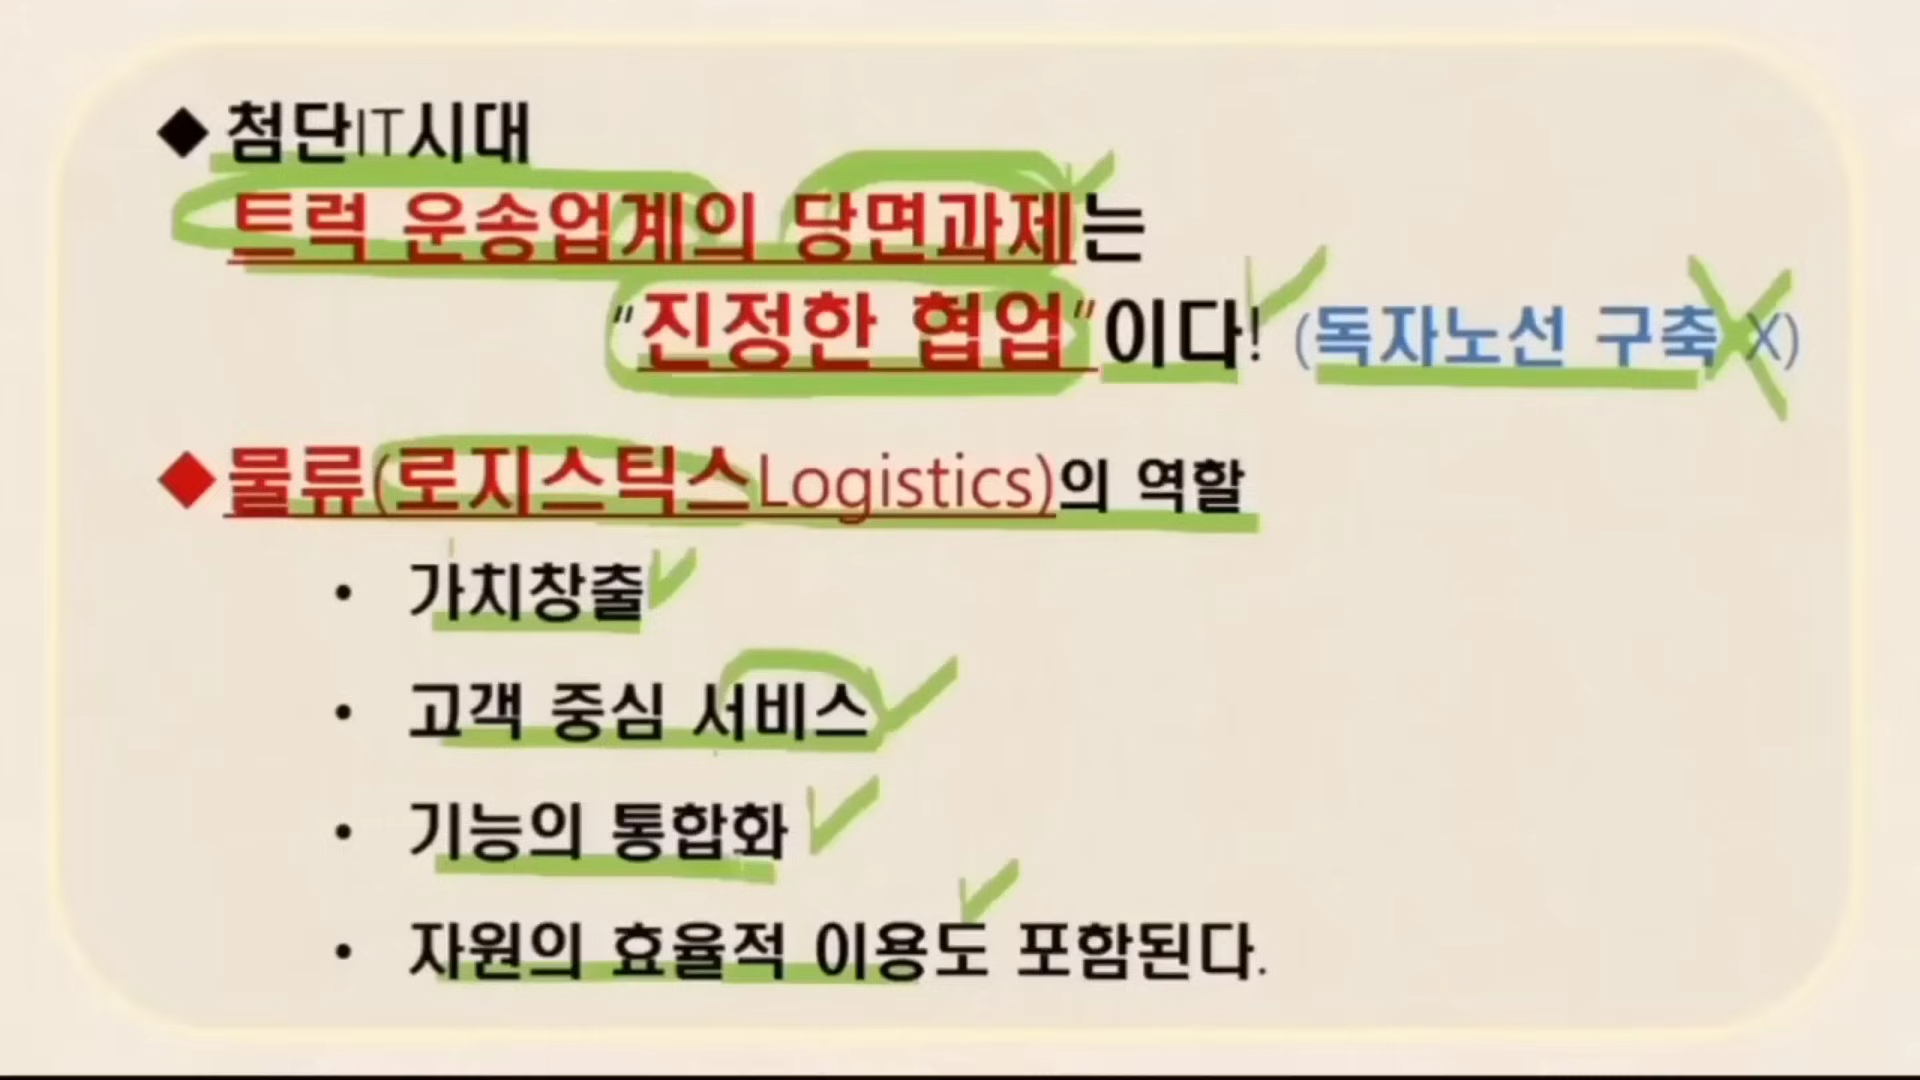 ◆ 첨단IT시대
트럭 운송업계의 당면과제는
"진정한 협업"이다! (독자노선 구축 X)
◆ 물류(로지스틱스Logistics)의 역할
• 가치창출
• 고객 중심 서비스
• 기능의 통합화
• 자원의 효율적 이용도 포함된다.